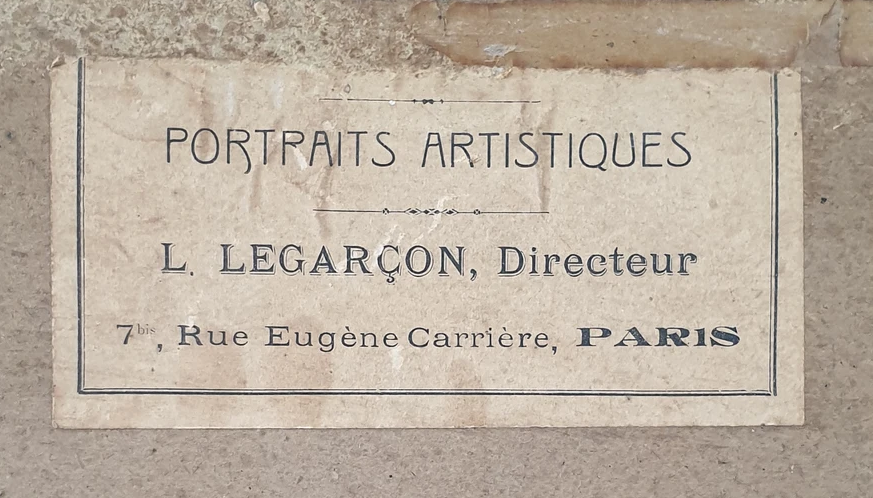 PORTRAITS ARTISTIQUES
L. LEGARÇON, Directeur
7bis, Rue Eugène Carrière, PARIS